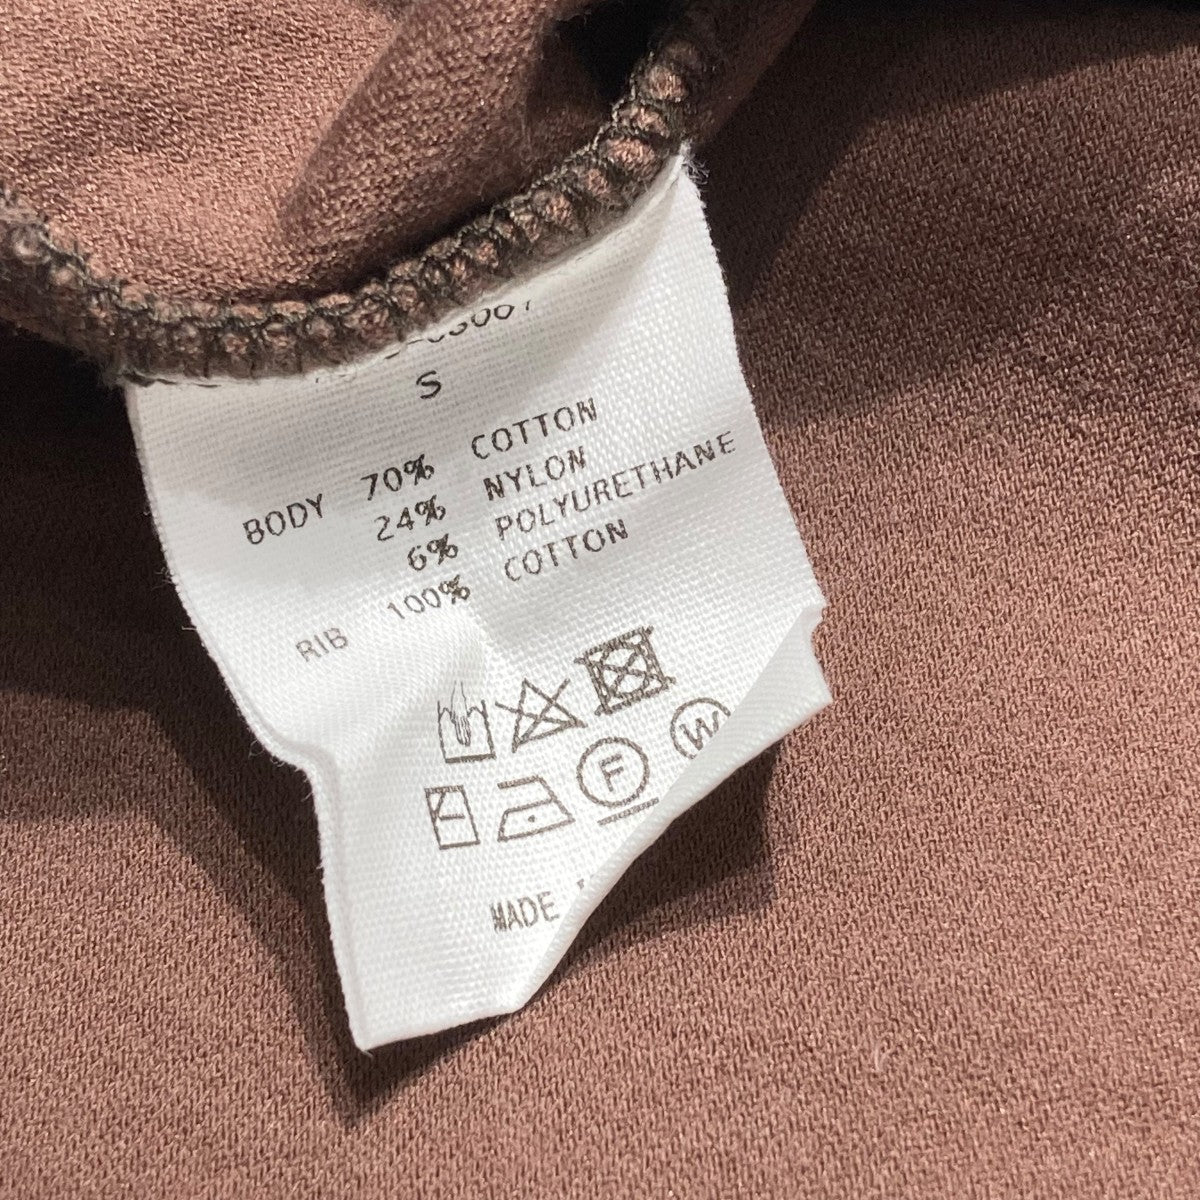 S
BODY 70% COTTON
24% NYLON
6% POLYURETHANE
RIB 100% COTTON
F W
MADE